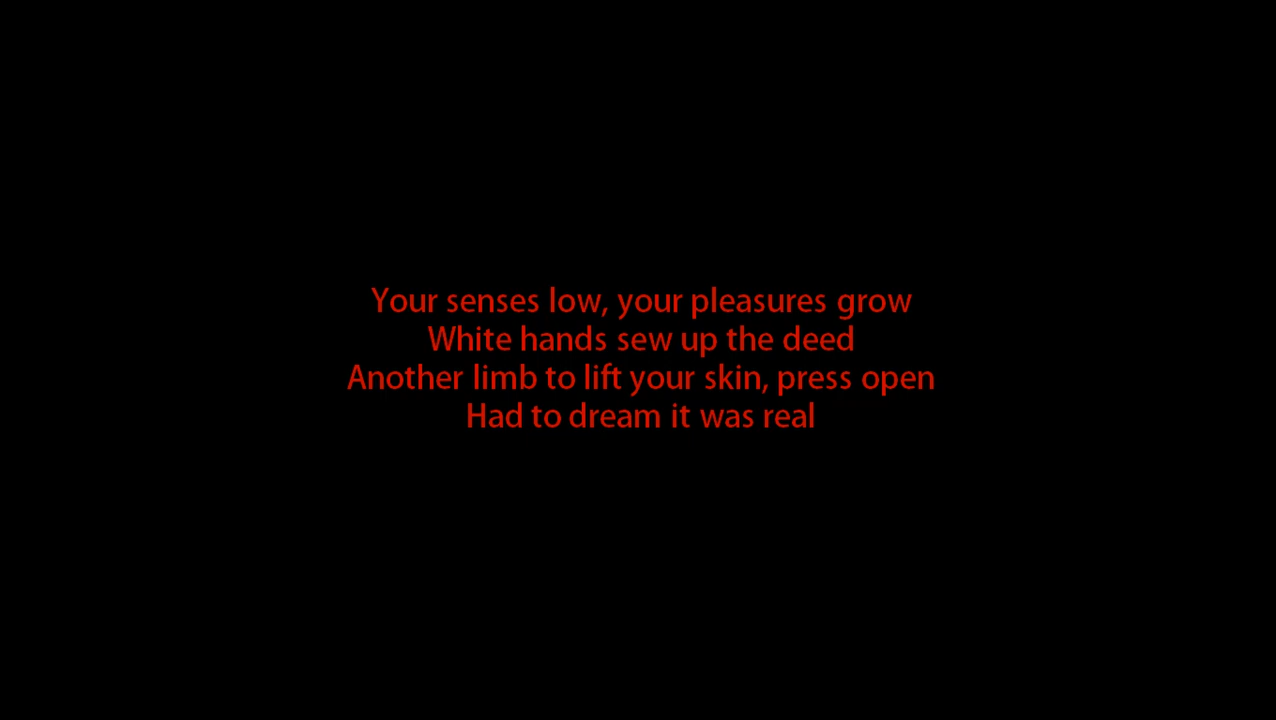 Your senses low, your pleasures grow
White hands sew up the deed
Another limb to lift your skin, press open
Had to dream it was real